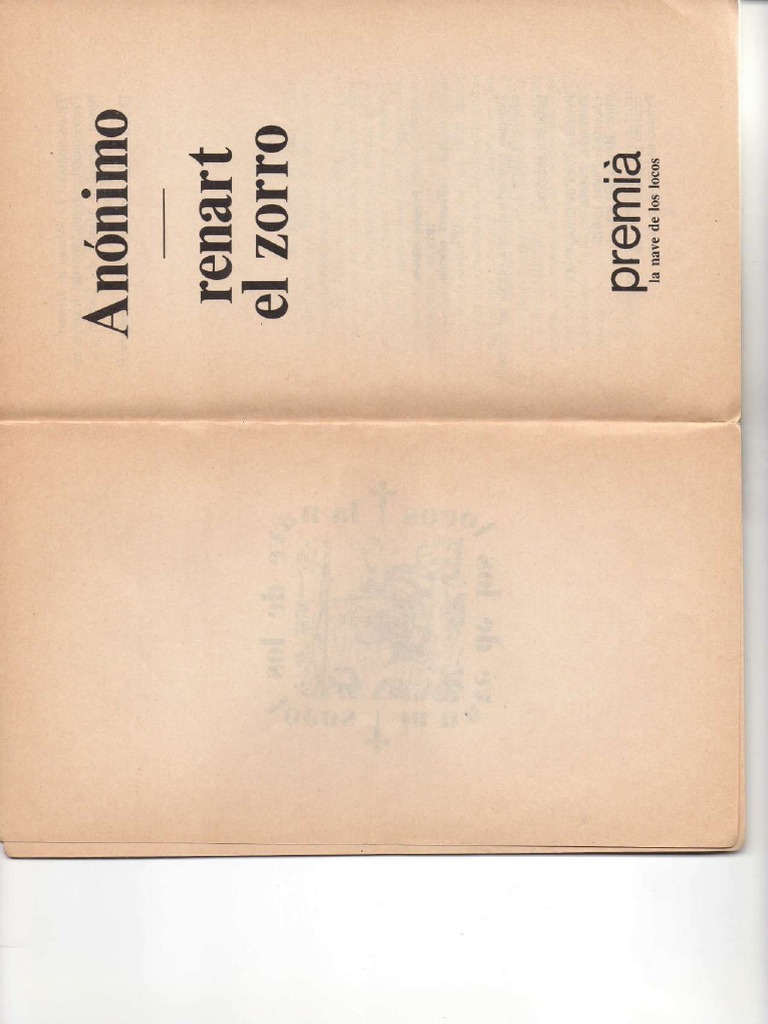 Anónimo
renart
el zorro
premià
la nave de los locos